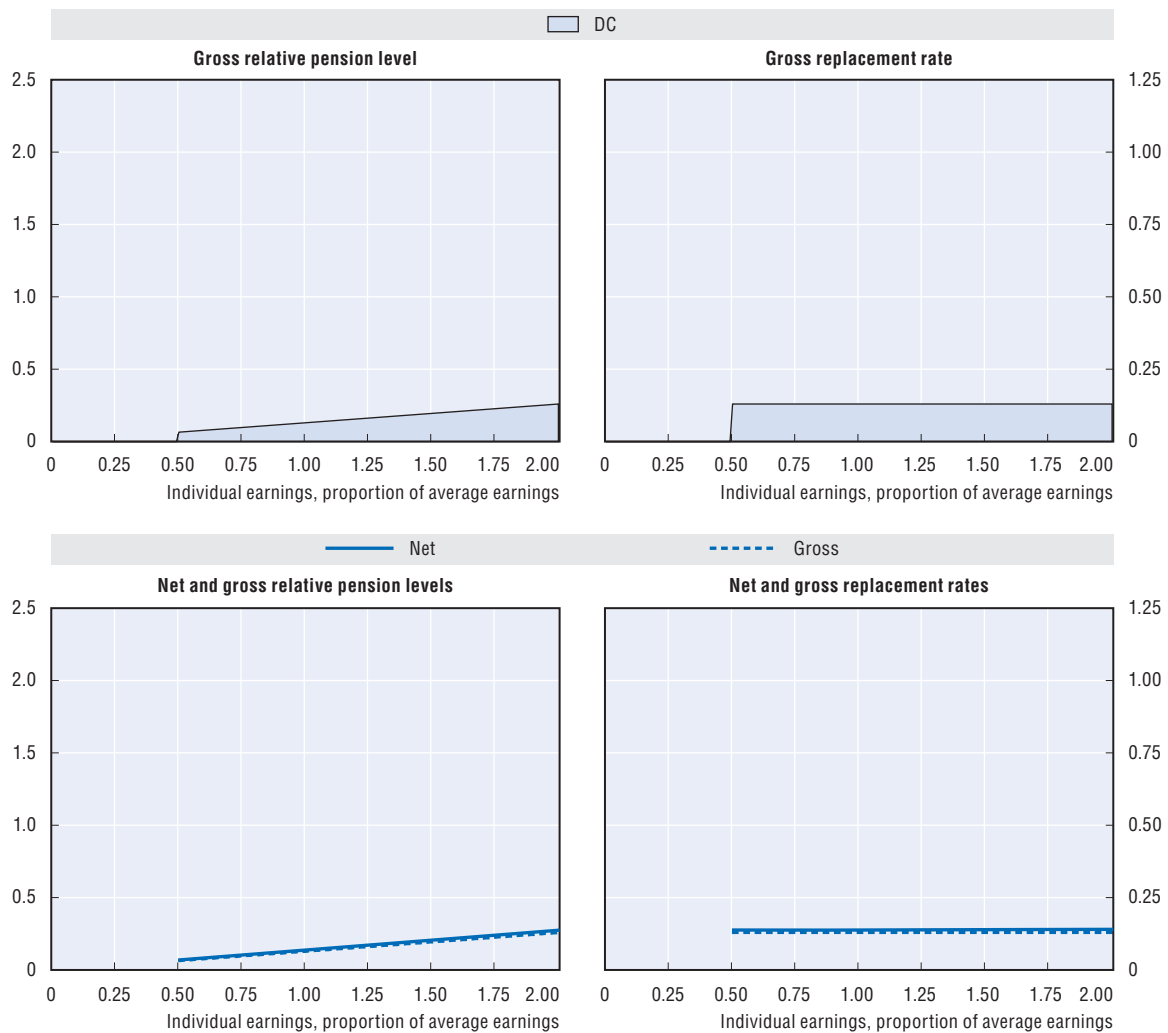 DC
Gross relative pension level
Gross replacement rate
2.5
2.0
1.5
1.0
0.5
0
1.25
1.00
0.75
0.50
0.25
0
0 0.25 0.50 0.75 1.00 1.25 1.50 1.75 2.00
0 0.25 0.50 0.75 1.00 1.25 1.50 1.75 2.00
Individual earnings, proportion of average earnings
Individual earnings, proportion of average earnings
Net Gross
Net and gross relative pension levels
Net and gross replacement rates
2.5
2.0
1.5
1.0
0.5
0
1.25
1.00
0.75
0.50
0.25
0
0 0.25 0.50 0.75 1.00 1.25 1.50 1.75 2.00
0 0.25 0.50 0.75 1.00 1.25 1.50 1.75 2.00
Individual earnings, proportion of average earnings
Individual earnings, proportion of average earnings